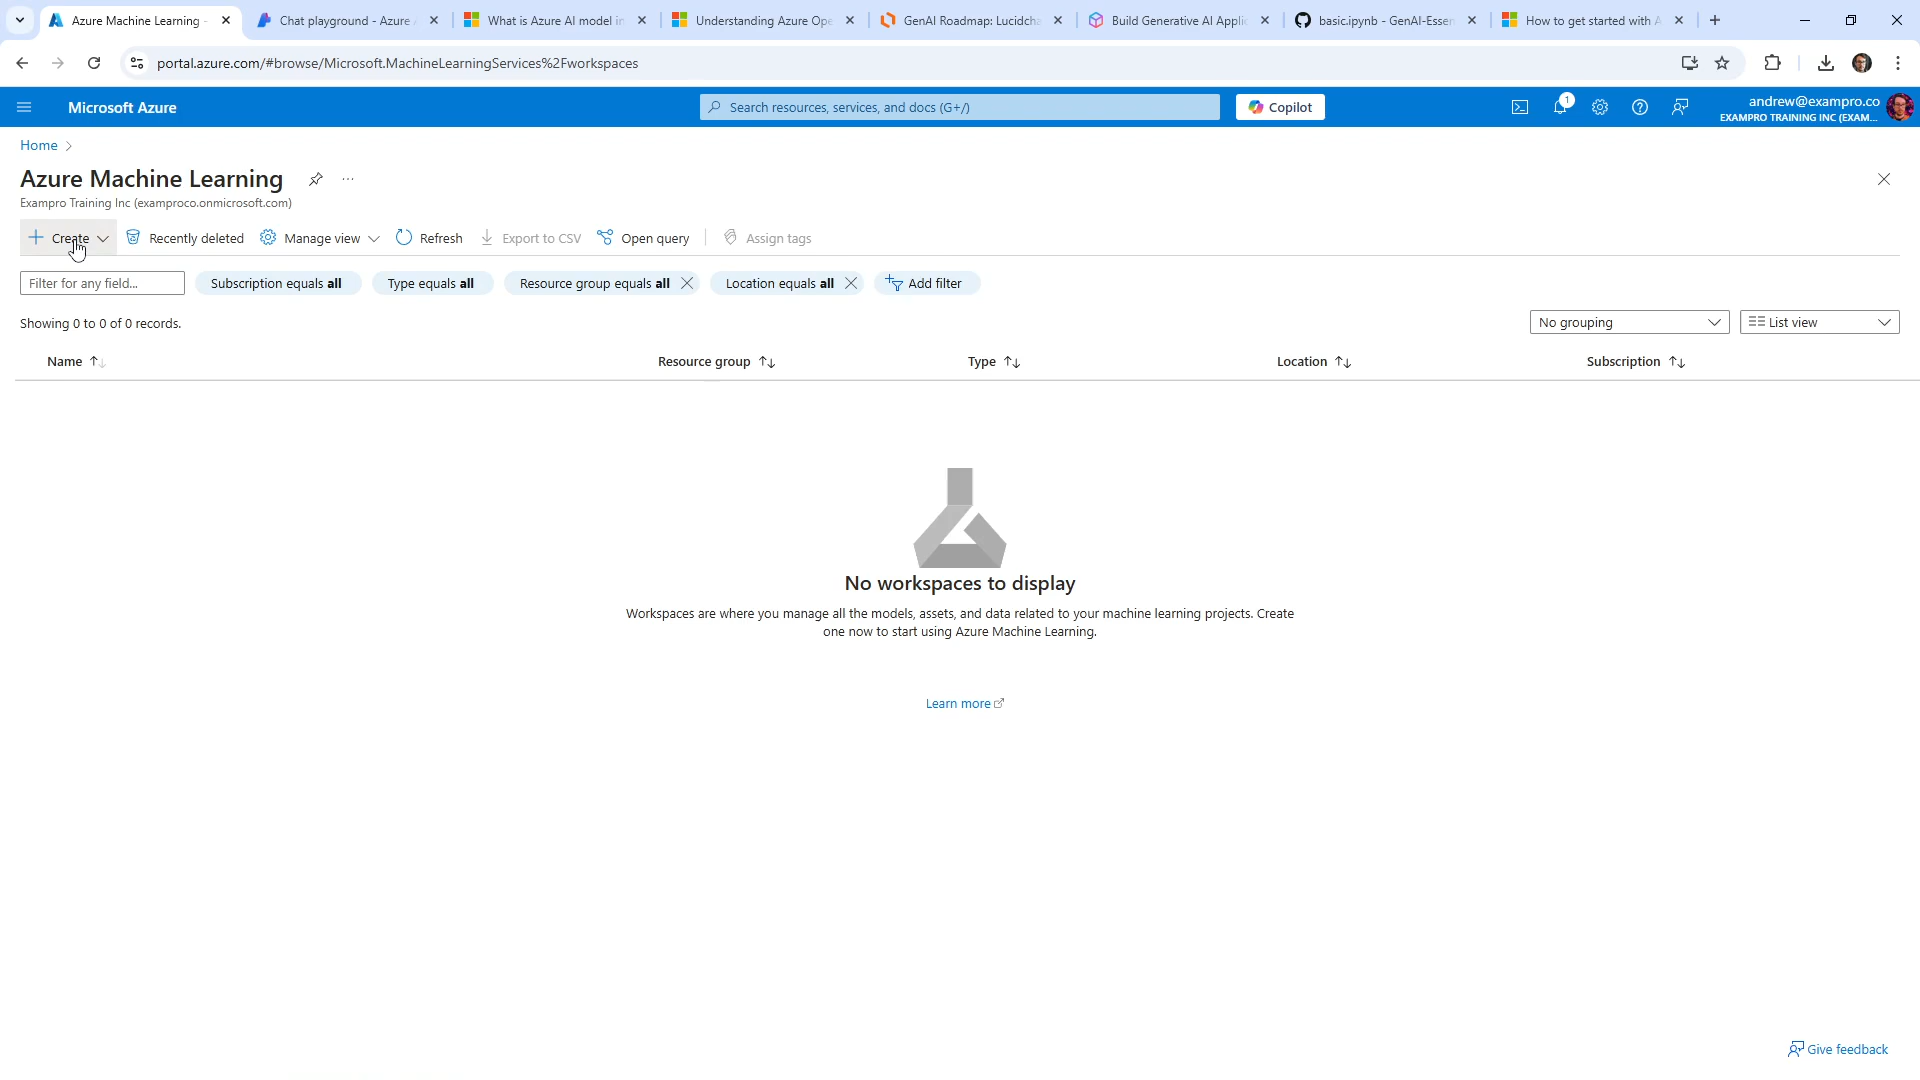 Azure Machine Learning -
Chat playground - Azure A
What is Azure AI model in
Understanding Azure Ope
GenAI Roadmap: Lucidcha
Build Generative AI Applic
basic.ipynb - GenAI-Essen
How to get started with A
portal.azure.com/#browse/Microsoft.MachineLearningServices%2Fworkspaces
Microsoft Azure
Search resources, services, and docs (G+/)
Copilot
1
andrew@exampro.co
EXAMPRO TRAINING INC (EXAM...
Home
Azure Machine Learning
Exampro Training Inc (examproco.onmicrosoft.com)
Create
Recently deleted
Manage view
Refresh
Export to CSV
Open query
Assign tags
Filter for any field...
Subscription equals all
Type equals all
Resource group equals all
Location equals all
Add filter
Showing 0 to 0 of 0 records.
No grouping
List view
Name
Resource group
Type
Location
Subscription
No workspaces to display
Workspaces are where you manage all the models, assets, and data related to your machine learning projects. Create
one now to start using Azure Machine Learning.
Learn more
Give feedback